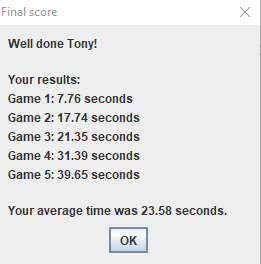 Final score
Well done Tony!
Your results:
Game 1: 7.76 seconds
Game 2: 17.74 seconds
Game 3: 21.35 seconds
Game 4: 31.39 seconds
Game 5: 39.65 seconds
Your average time was 23.58 seconds.
OK